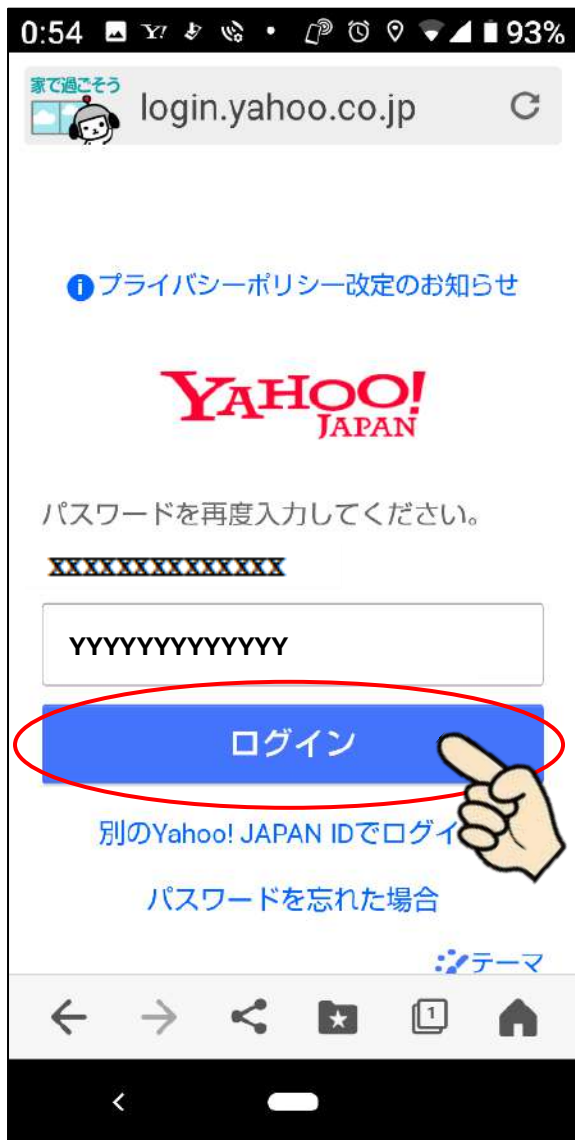 0:54 Y! 93%
家で過ごそう
login.yahoo.co.jp
プライバシーポリシー改定のお知らせ
YAHOO!
JAPAN
パスワードを再度入力してください。
XXXXXXXXXXXXXX
YYYYYYYYYYYYY
ログイン
別のYahoo! JAPAN IDでログイ
パスワードを忘れた場合
テーマ
1